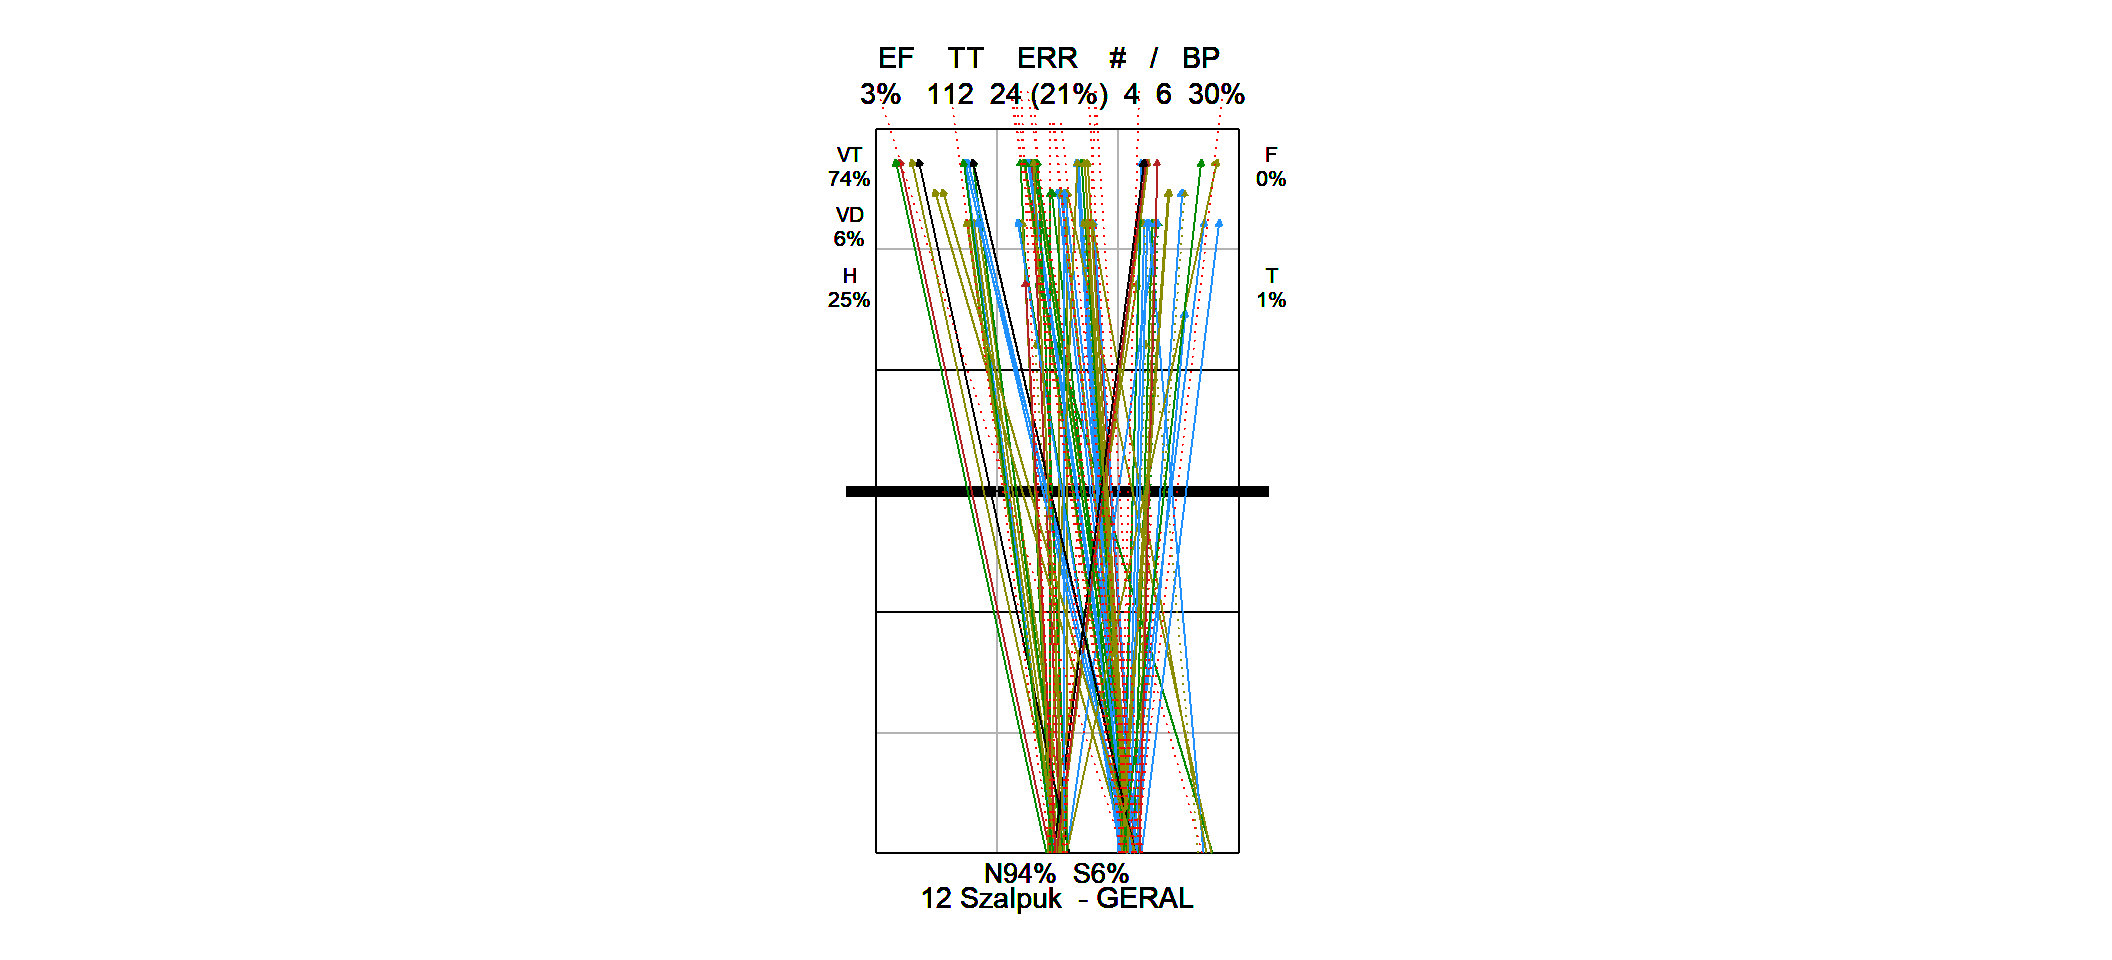 EF TT ERR # / BP
3% 112 24 (21%) 4 6 30%
VT
74%
VD
6%
H
25%
F
0%
T
1%
N94% S6%
12 Szalpuk - GERAL